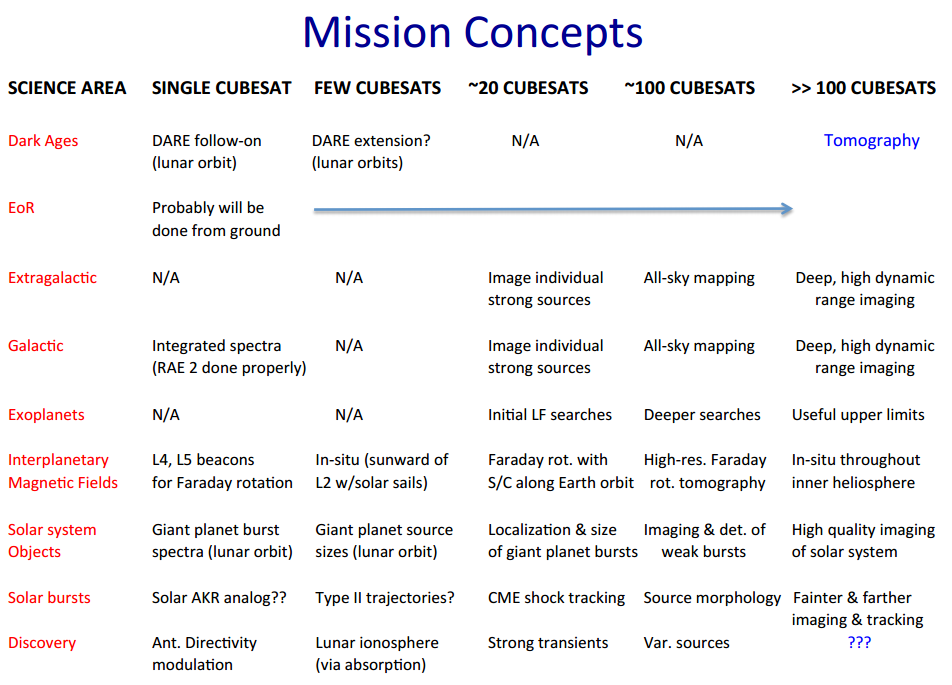 Mission Concepts
SCIENCE AREA SINGLE CUBESAT FEW CUBESATS ~20 CUBESATS ~100 CUBESATS >> 100 CUBESATS
Dark Ages DARE follow-on DARE extension? N/A N/A Tomography
(lunar orbit) (lunar orbits)
EoR Probably will be
done from ground
Extragalactic N/A N/A Image individual All-sky mapping Deep, high dynamic
strong sources range imaging
Galactic Integrated spectra N/A Image individual All-sky mapping Deep, high dynamic
(RAE 2 done properly) strong sources range imaging
Exoplanets N/A N/A Initial LF searches Deeper searches Useful upper limits
Interplanetary L4, L5 beacons In-situ (sunward of Faraday rot. with High-res. Faraday In-situ throughout
Magnetic Fields for Faraday rotation L2 w/solar sails) S/C along Earth orbit rot. tomography inner heliosphere
Solar system Giant planet burst Giant planet source Localization & size Imaging & det. of High quality imaging
Objects spectra (lunar orbit) sizes (lunar orbit) of giant planet bursts weak bursts of solar system
Solar bursts Solar AKR analog?? Type II trajectories? CME shock tracking Source morphology Fainter & farther
imaging & tracking
Discovery Ant. Directivity Lunar ionosphere Strong transients Var. sources ???
modulation (via absorption)